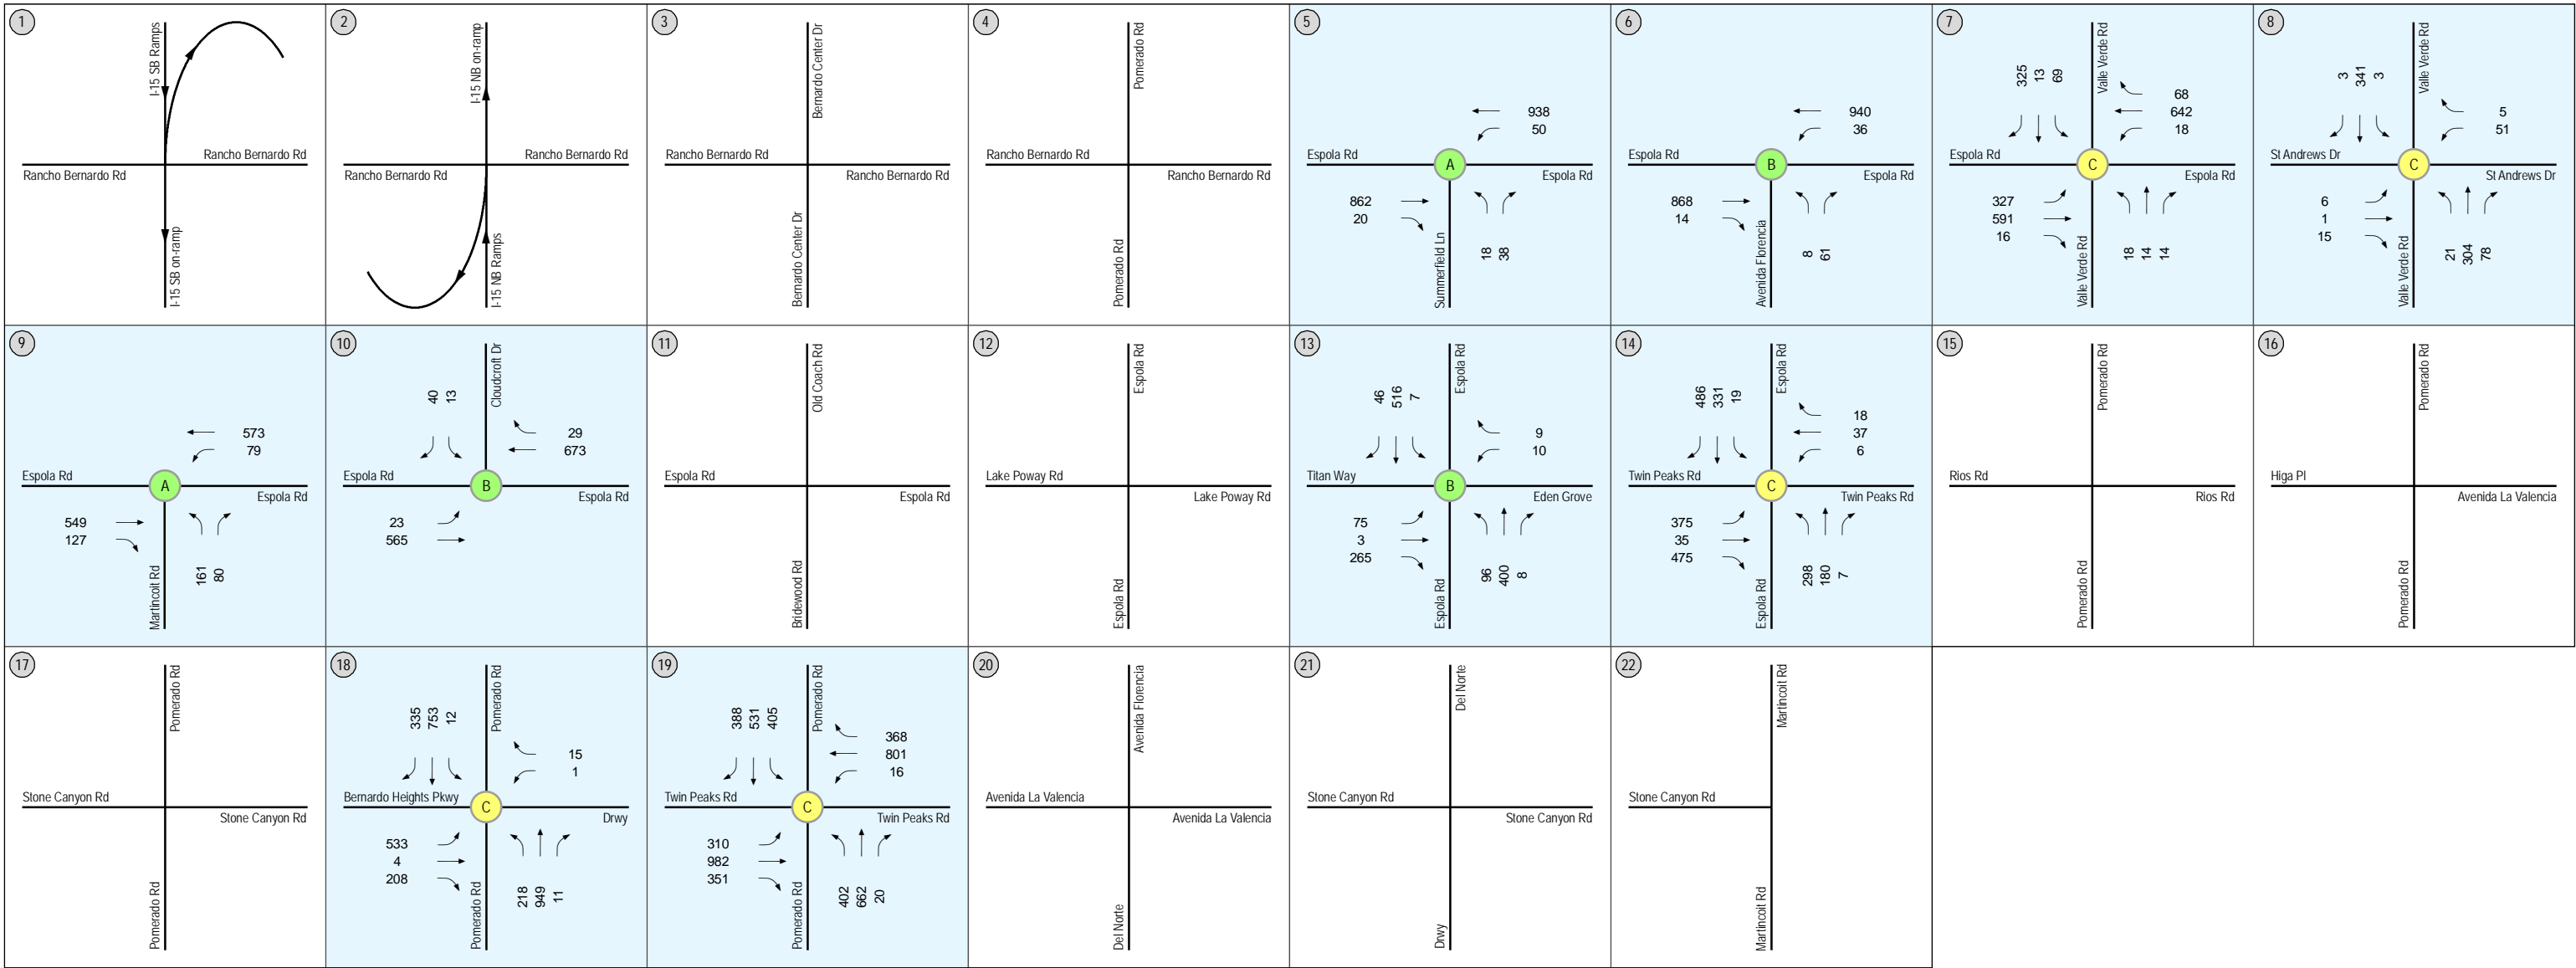 1
I-15 SB Ramps
Rancho Bernardo Rd
Rancho Bernardo Rd
I-15 SB on-ramp
2
I-15 NB on-ramp
Rancho Bernardo Rd
Rancho Bernardo Rd
I-15 NB Ramps
3
Bernardo Center Dr
Rancho Bernardo Rd
Rancho Bernardo Rd
Bernardo Center Dr
4
Pomerado Rd
Rancho Bernardo Rd
Rancho Bernardo Rd
Pomerado Rd
5
938
50
Espola Rd
A
Espola Rd
862
20
Summerfield Ln
18
38
6
940
36
Espola Rd
B
Espola Rd
868
14
Avenida Florencia
8
61
7
Valle Verde Rd
325
13
69
68
642
18
Espola Rd
C
Espola Rd
327
591
16
Valle Verde Rd
18
14
14
8
Valle Verde Rd
3
341
3
5
51
St Andrews Dr
C
St Andrews Dr
6
1
15
Valle Verde Rd
21
304
78
9
573
79
Espola Rd
A
Espola Rd
549
127
Martincoit Rd
161
80
10
Cloudcroft Dr
40
13
29
673
Espola Rd
B
Espola Rd
23
565
11
Old Coach Rd
Espola Rd
Espola Rd
Bridlewood Rd
12
Espola Rd
Lake Poway Rd
Lake Poway Rd
Espola Rd
13
Espola Rd
46
516
7
9
10
Titan Way
B
Eden Grove
75
3
265
Espola Rd
96
400
8
14
Espola Rd
486
331
19
18
37
6
Twin Peaks Rd
C
Twin Peaks Rd
375
35
475
Espola Rd
298
180
7
15
Pomerado Rd
Rios Rd
Rios Rd
Pomerado Rd
16
Pomerado Rd
Higa Pl
Avenida La Valencia
Pomerado Rd
17
Pomerado Rd
Stone Canyon Rd
Stone Canyon Rd
Pomerado Rd
18
Pomerado Rd
335
753
12
15
1
Bernardo Heights Pkwy
C
Drwy
533
4
208
Pomerado Rd
218
949
11
19
Pomerado Rd
388
531
405
368
801
16
Twin Peaks Rd
C
Twin Peaks Rd
310
982
351
Pomerado Rd
402
662
20
20
Avenida Florencia
Avenida La Valencia
Avenida La Valencia
Del Norte
21
Del Norte
Stone Canyon Rd
Stone Canyon Rd
Drwy
22
Martincoit Rd
Stone Canyon Rd
Martincoit Rd